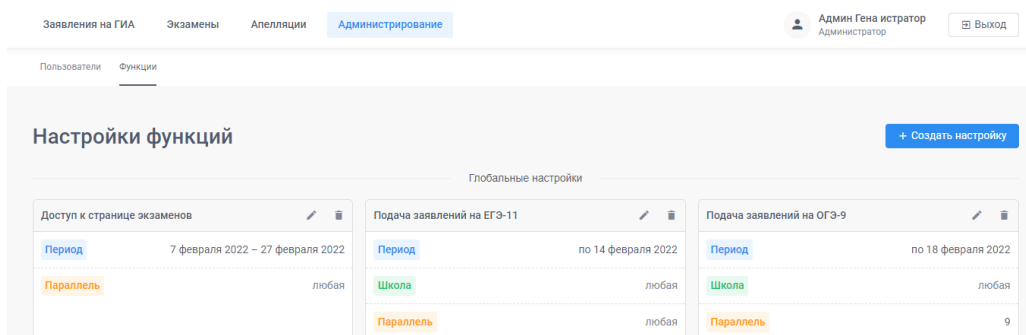 Заявления на ГИА Экзамены Апелляции Администрирование Админ Гена истратор Выход
Администратор
Пользователи Функции
Настройки функций + Создать настройку
Глобальные настройки
Доступ к странице экзаменов Подача заявлений на ЕГЭ-11 Подача заявлений на ОГЭ-9
Период 7 февраля 2022 – 27 февраля 2022 Период по 14 февраля 2022 Период по 18 февраля 2022
Параллель любая Школа любая Школа любая
Параллель любая Параллель 9